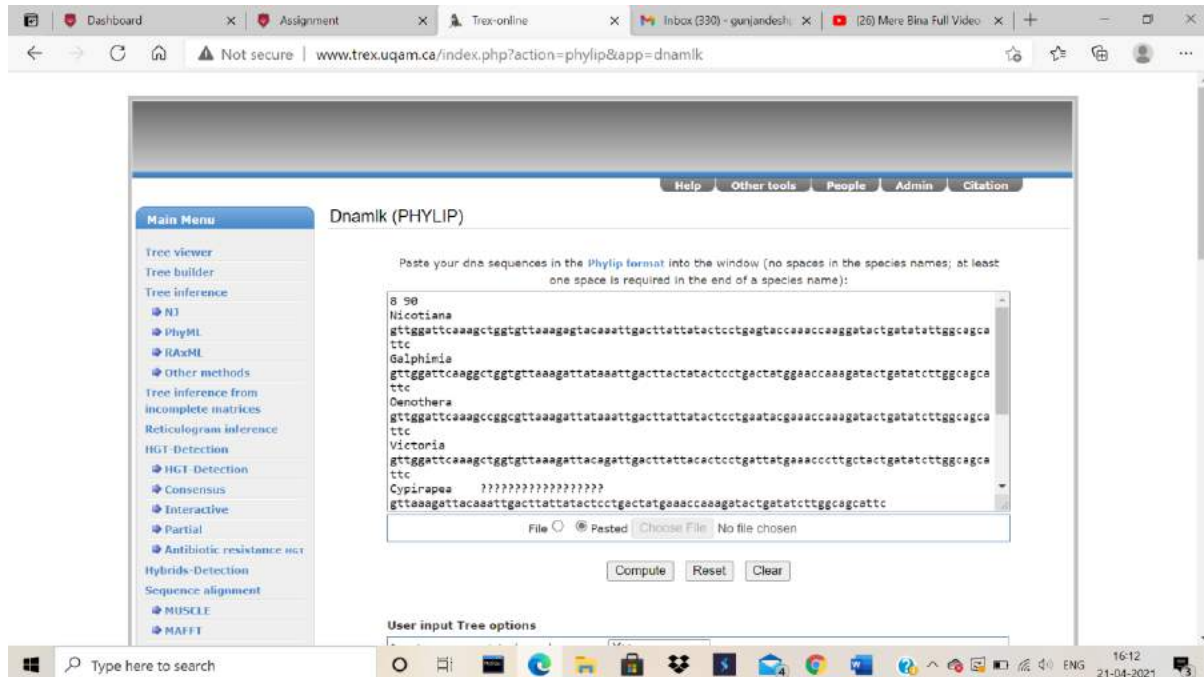 Dashboard
Assignment
Trex-online
Inbox (330) - gunjandesh
(26) Mere Bina Full Video
Not secure | www.trex.uqam.ca/index.php?action=phylip&app=dnamlk
Help Other tools People Admin Citation
Main Menu
Tree viewer
Tree builder
Tree inference
NJ
PhyML
RAxML
Other methods
Tree inference from
incomplete matrices
Reticulogram inference
HGT-Detection
HGT-Detection
Consensus
Interactive
Partial
Antibiotic resistance HGT
Hybrids-Detection
Sequence alignment
MUSCLE
MAFFT
Dnamlk (PHYLIP)
Paste your dna sequences in the Phylip format into the window (no spaces in the species names; at least
one space is required in the end of a species name):
8 90
Nicotiana
gttggattcaaagctggtgttaaagagtacaaattgacttattatactcctgagtaccaaaccaaggatactgatatattggcagca
ttc
Galphimia
gttggattcaaggctggtgttaaagattataaattgacttactatactcctgactatggaaccaaagatactgatatcttggcagca
ttc
Oenothera
gttggattcaaagccggcgttaaagattataaattgacttattatactcctgaatacgaaaccaaagatactgatatcttggcagca
ttc
Victoria
gttggattcaaagctggtgttaaagattacagattgacttattacactcctgattatgaaacccttgctactgatatcttggcagca
ttc
Cypirapea ??????????????????
gttaaagattacaaattgacttattatactcctgactatgaaaccaaagatactgatatcttggcagcattc
File Pasted Choose File No file chosen
Compute Reset Clear
User input Tree options
Type here to search
4
ENG
16:12
21-04-2021
3